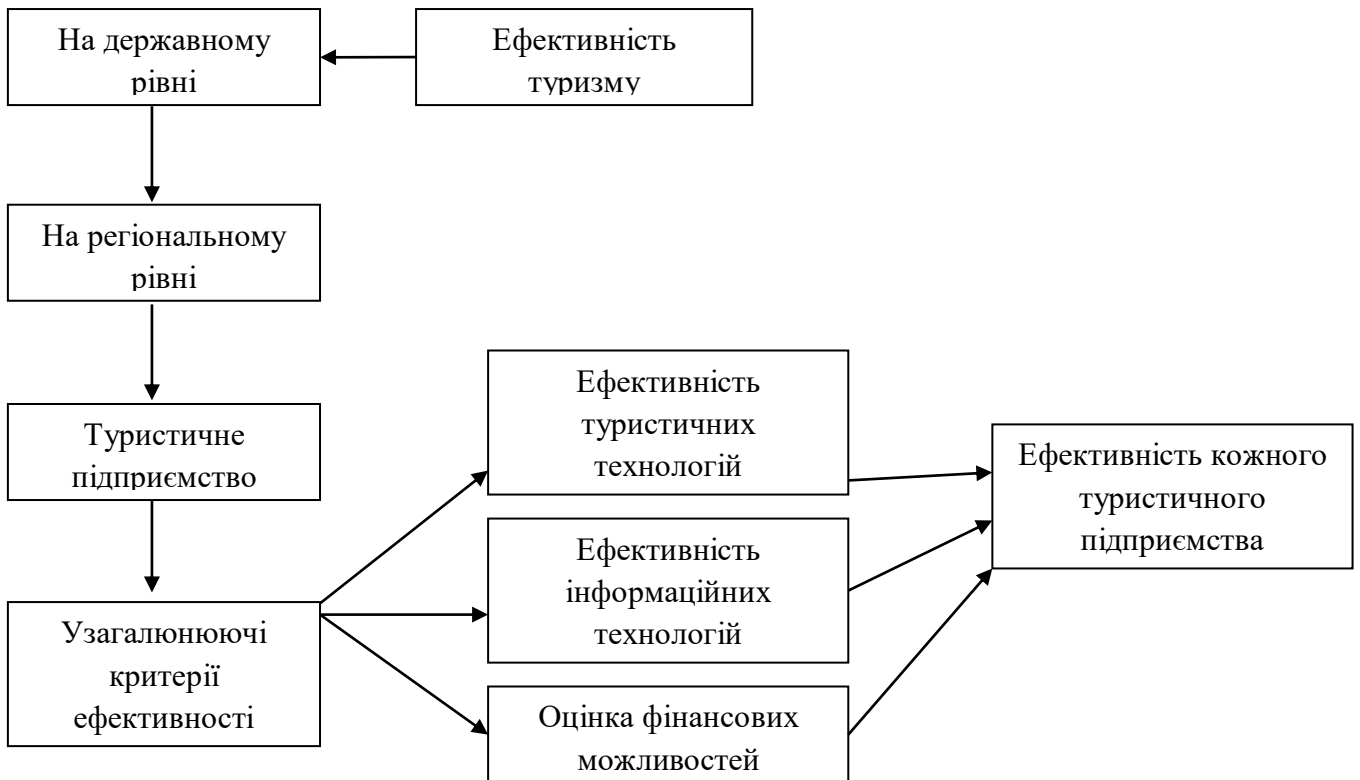 На державному
рівні
Ефективність
туризму
На регіональному
рівні
Туристичне
підприємство
Ефективність
туристичних
технологій
Ефективність кожного
туристичного
підприємства
Ефективність
інформаційних
технологій
Узагалюнюючі
критерії
ефективності
Оцінка фінансових
можливостей